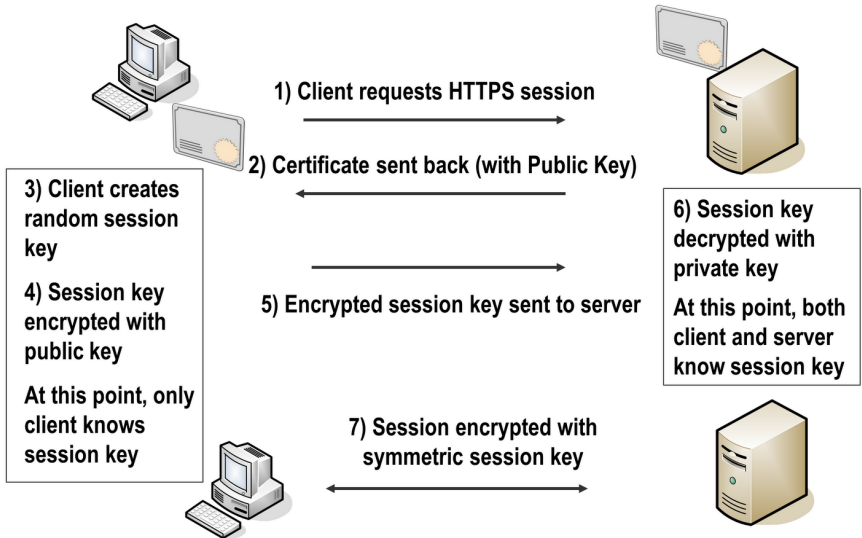 1) Client requests HTTPS session
2) Certificate sent back (with Public Key)
3) Client creates
random session
key
4) Session key
encrypted with
public key
At this point, only
client knows
session key
5) Encrypted session key sent to server
6) Session key
decrypted with
private key
At this point, both
client and server
know session key
7) Session encrypted with
symmetric session key